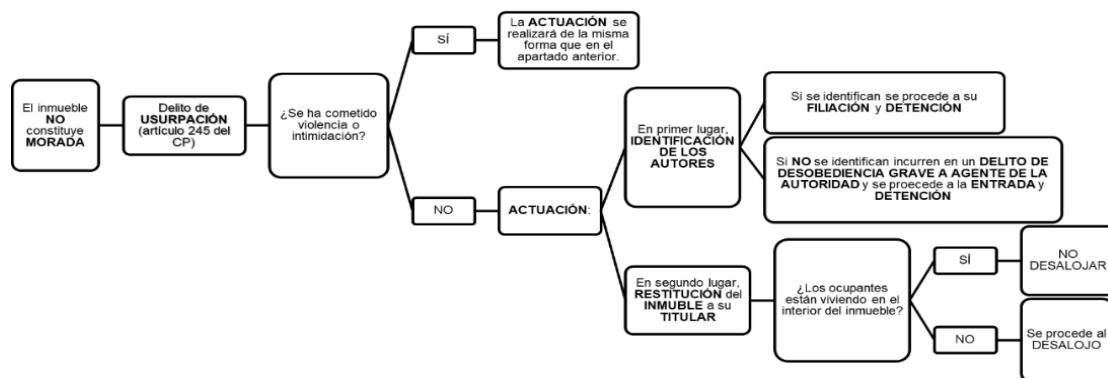 El inmueble
NO
constituye
MORADA
Delito de
USURPACIÓN
(artículo 245 del
CP)
¿Se ha cometido
violencia o
intimidación?
SÍ
La ACTUACIÓN se
realizará de la misma
forma que en el
apartado anterior.
NO
ACTUACIÓN:
En primer lugar,
IDENTIFICACIÓN
DE LOS
AUTORES
Si se identifican se procede a su
FILIACIÓN y DETENCIÓN
Si NO se identifican incurren en un DELITO DE
DESOBEDIENCIA GRAVE A AGENTE DE LA
AUTORIDAD y se proecede a la ENTRADA y
DETENCIÓN
En segundo lugar,
RESTITUCIÓN del
INMUBLE a su
TITULAR
¿Los ocupantes
están viviendo en el
interior del inmueble?
SÍ
NO
DESALOJAR
NO
Se procede al
DESALOJO